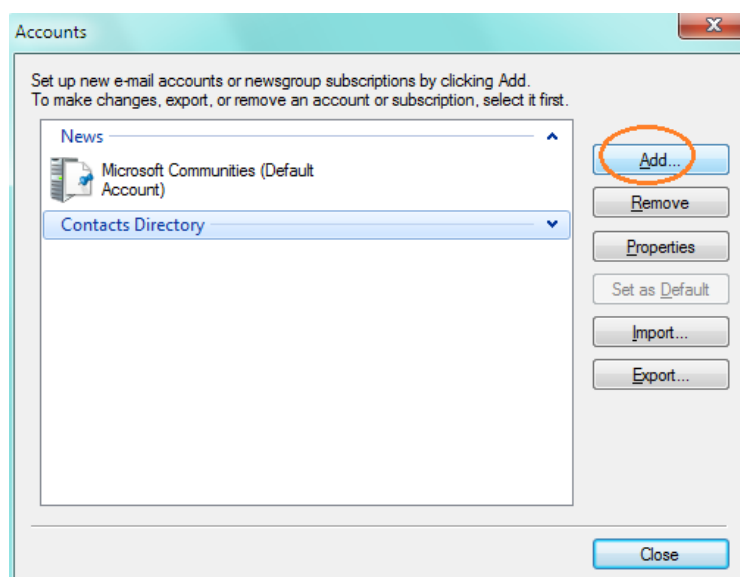 Accounts
Set up new e-mail accounts or newsgroup subscriptions by clicking Add.
To make changes, export, or remove an account or subscription, select it first.
News
Microsoft Communities (Default
Account)
Contacts Directory
Add...
Remove
Properties
Set as Default
Import...
Export...
Close